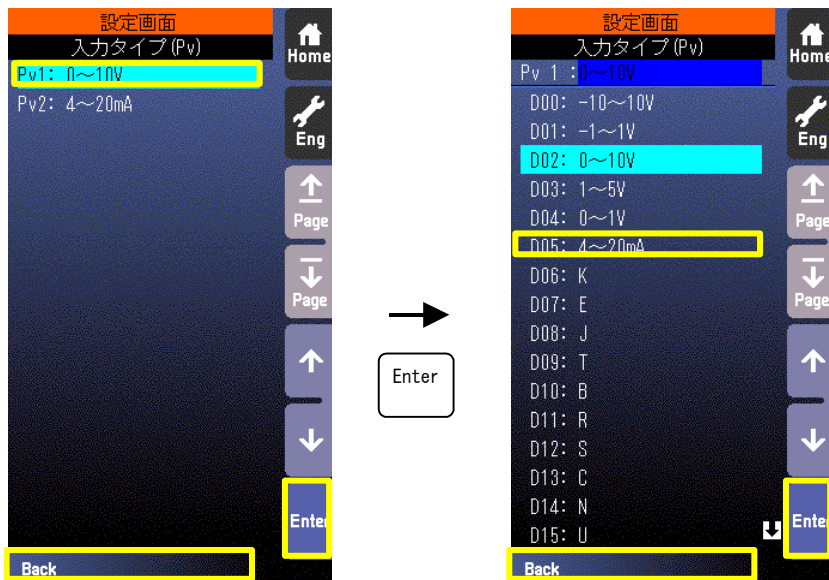 設定画面
入力タイプ(Pv)
Pv1: 0～10V
Pv2: 4～20mA
Home
Eng
Page
Page
Enter
Back
Enter
設定画面
入力タイプ(Pv)
Pv 1 :0～10V
D00: -10～10V
D01: -1～1V
D02: 0～10V
D03: 1～5V
D04: 0～1V
D05: 4～20mA
D06: K
D07: E
D08: J
D09: T
D10: B
D11: R
D12: S
D13: C
D14: N
D15: U
Home
Eng
Page
Page
Enter
Back